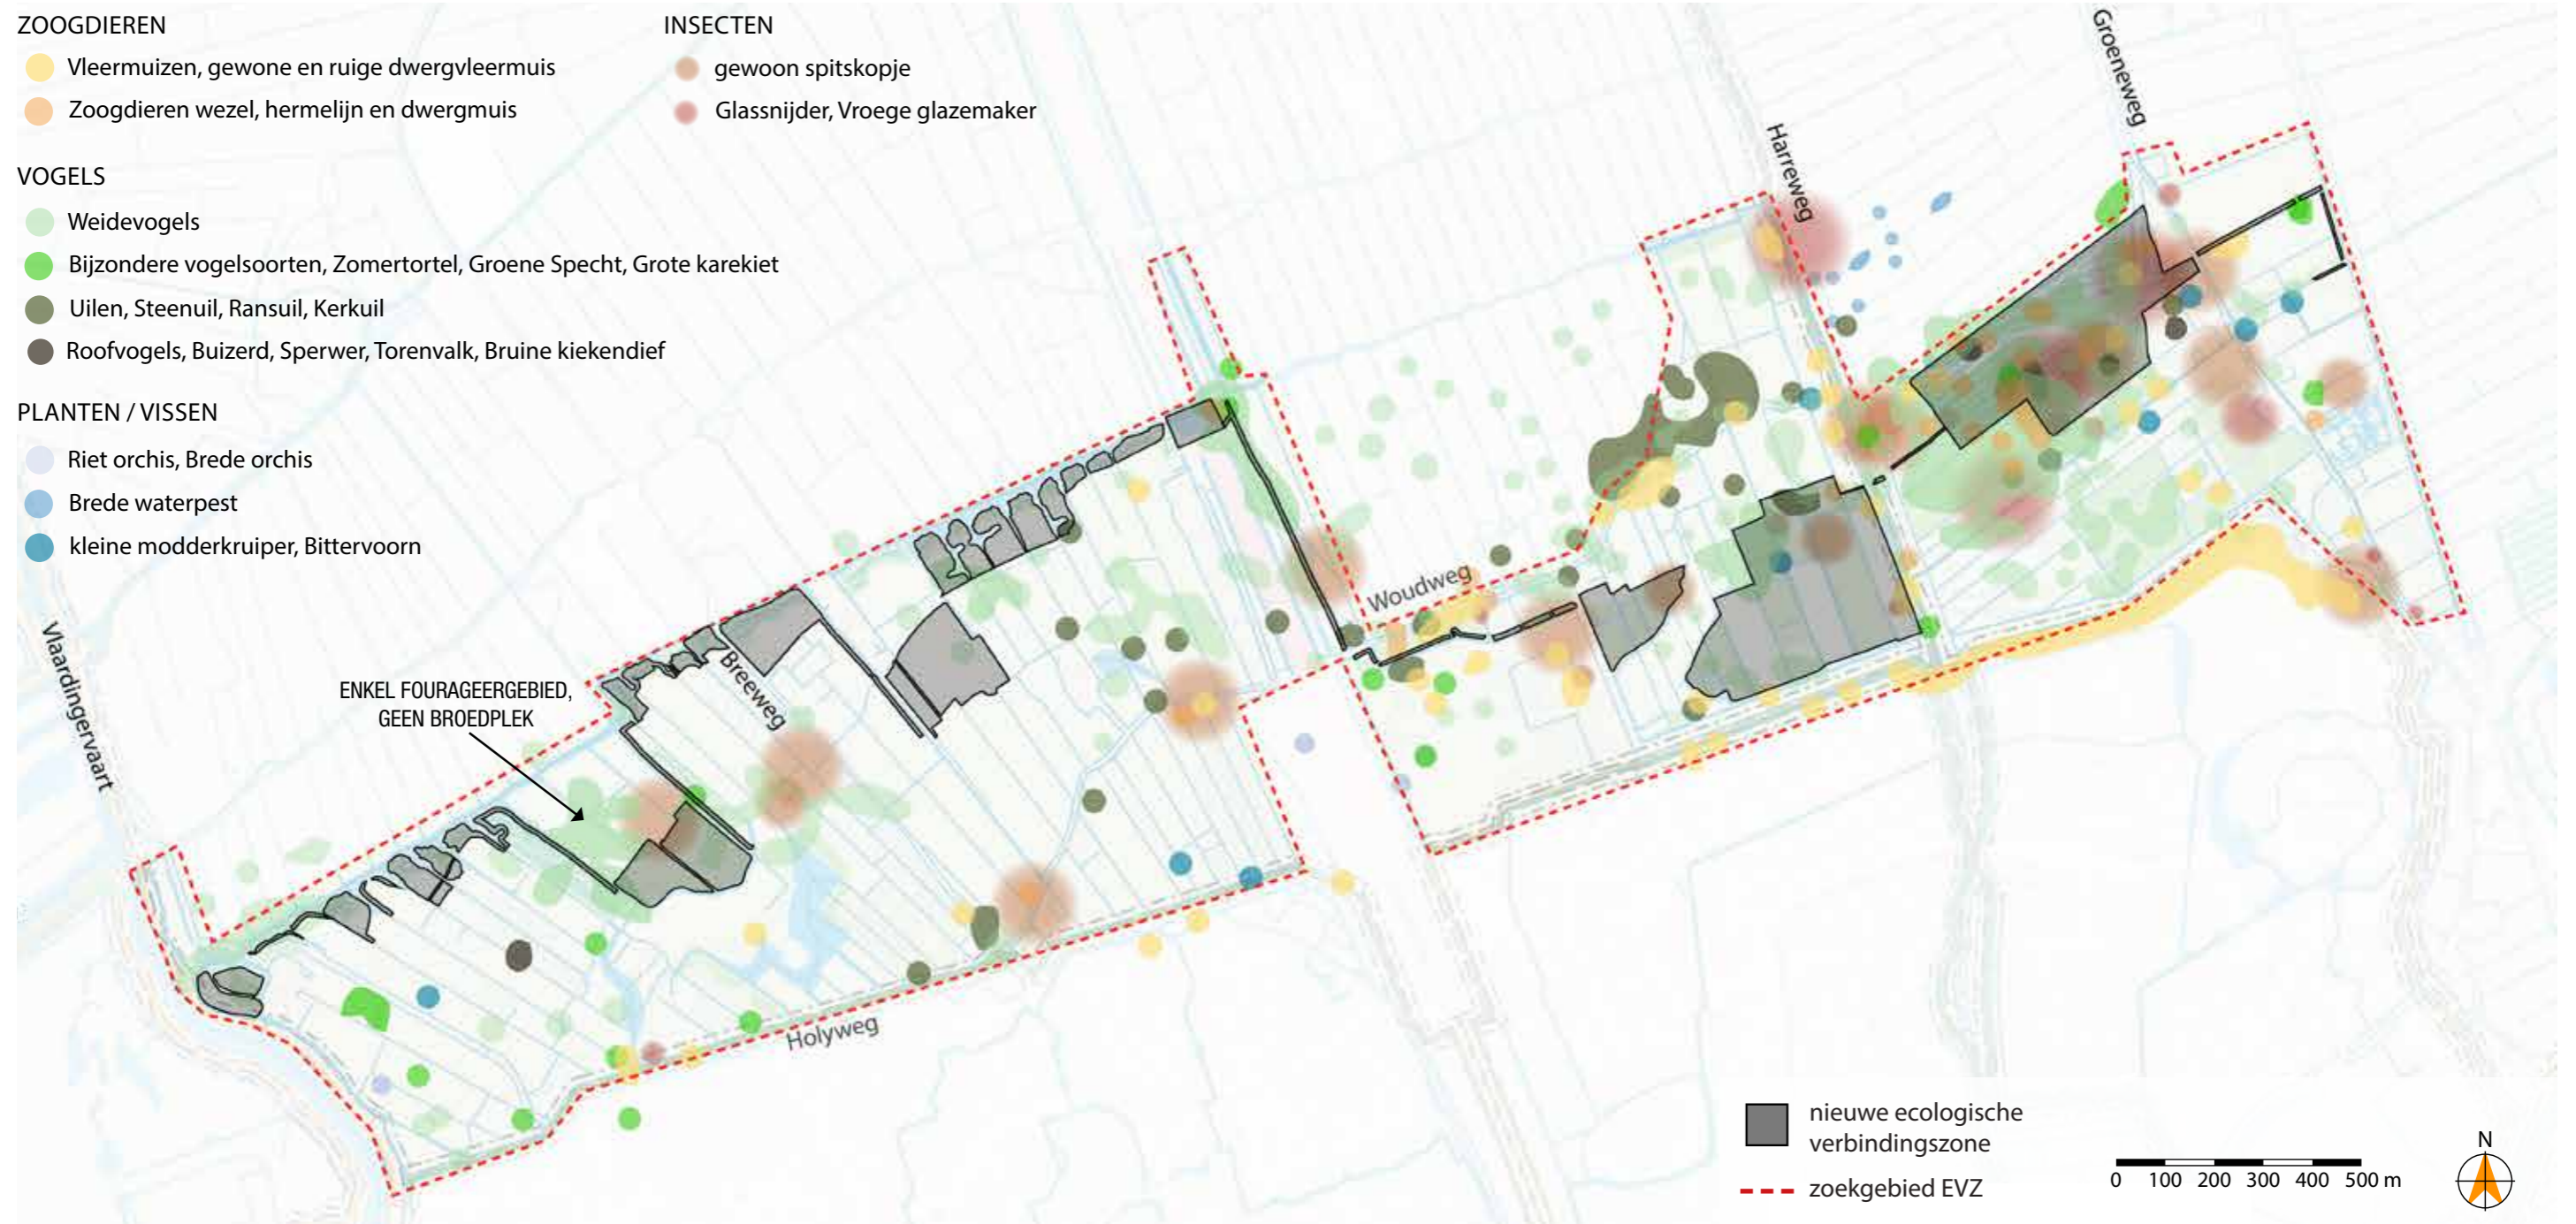 ZOOGDIEREN
Vleermuizen, gewone en ruige dwergvleermuis
Zoogdieren wezel, hermelijn en dwergmuis
VOGELS
Weidevogels
Bijzondere vogelsoorten, Zomertortel, Groene Specht, Grote karekiet
Uilen, Steenuil, Ransuil, Kerkuil
Roofvogels, Buizerd, Sperwer, Torenvalk, Bruine kiekendief
PLANTEN / VISSEN
Riet orchis, Brede orchis
Brede waterpest
kleine modderkruiper, Bittervoorn
INSECTEN
gewoon spitskopje
Glassnijder, Vroege glazemaker
Groeneweg
Harreweg
Woudweg
Breeweg
Vlaardingervaart
ENKEL FOURAGEERGEBIED,
GEEN BROEDPLEK
Holyweg
nieuwe ecologische
verbindingszone
zoekgebied EVZ
0 100 200 300 400 500 m
N